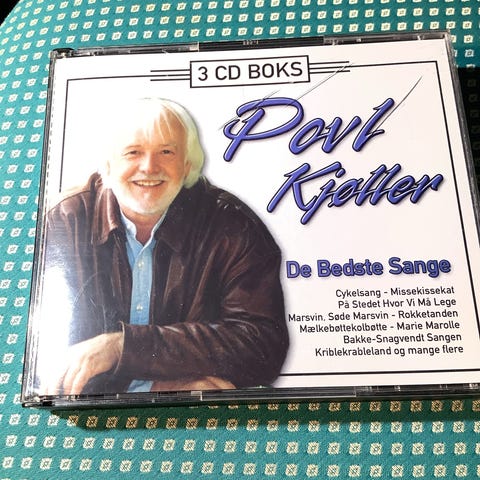 3 CD BOKS
Povl
Kjøller
De Bedste Sange
Cykelsang - Missekissekat
På Stedet Hvor Vi Må Lege
Marsvin, Søde Marsvin - Rokketanden
Mælkebøttekolbøtte - Marie Marolle
Bakke-Snagvendt Sangen
Kriblekrableland og mange flere